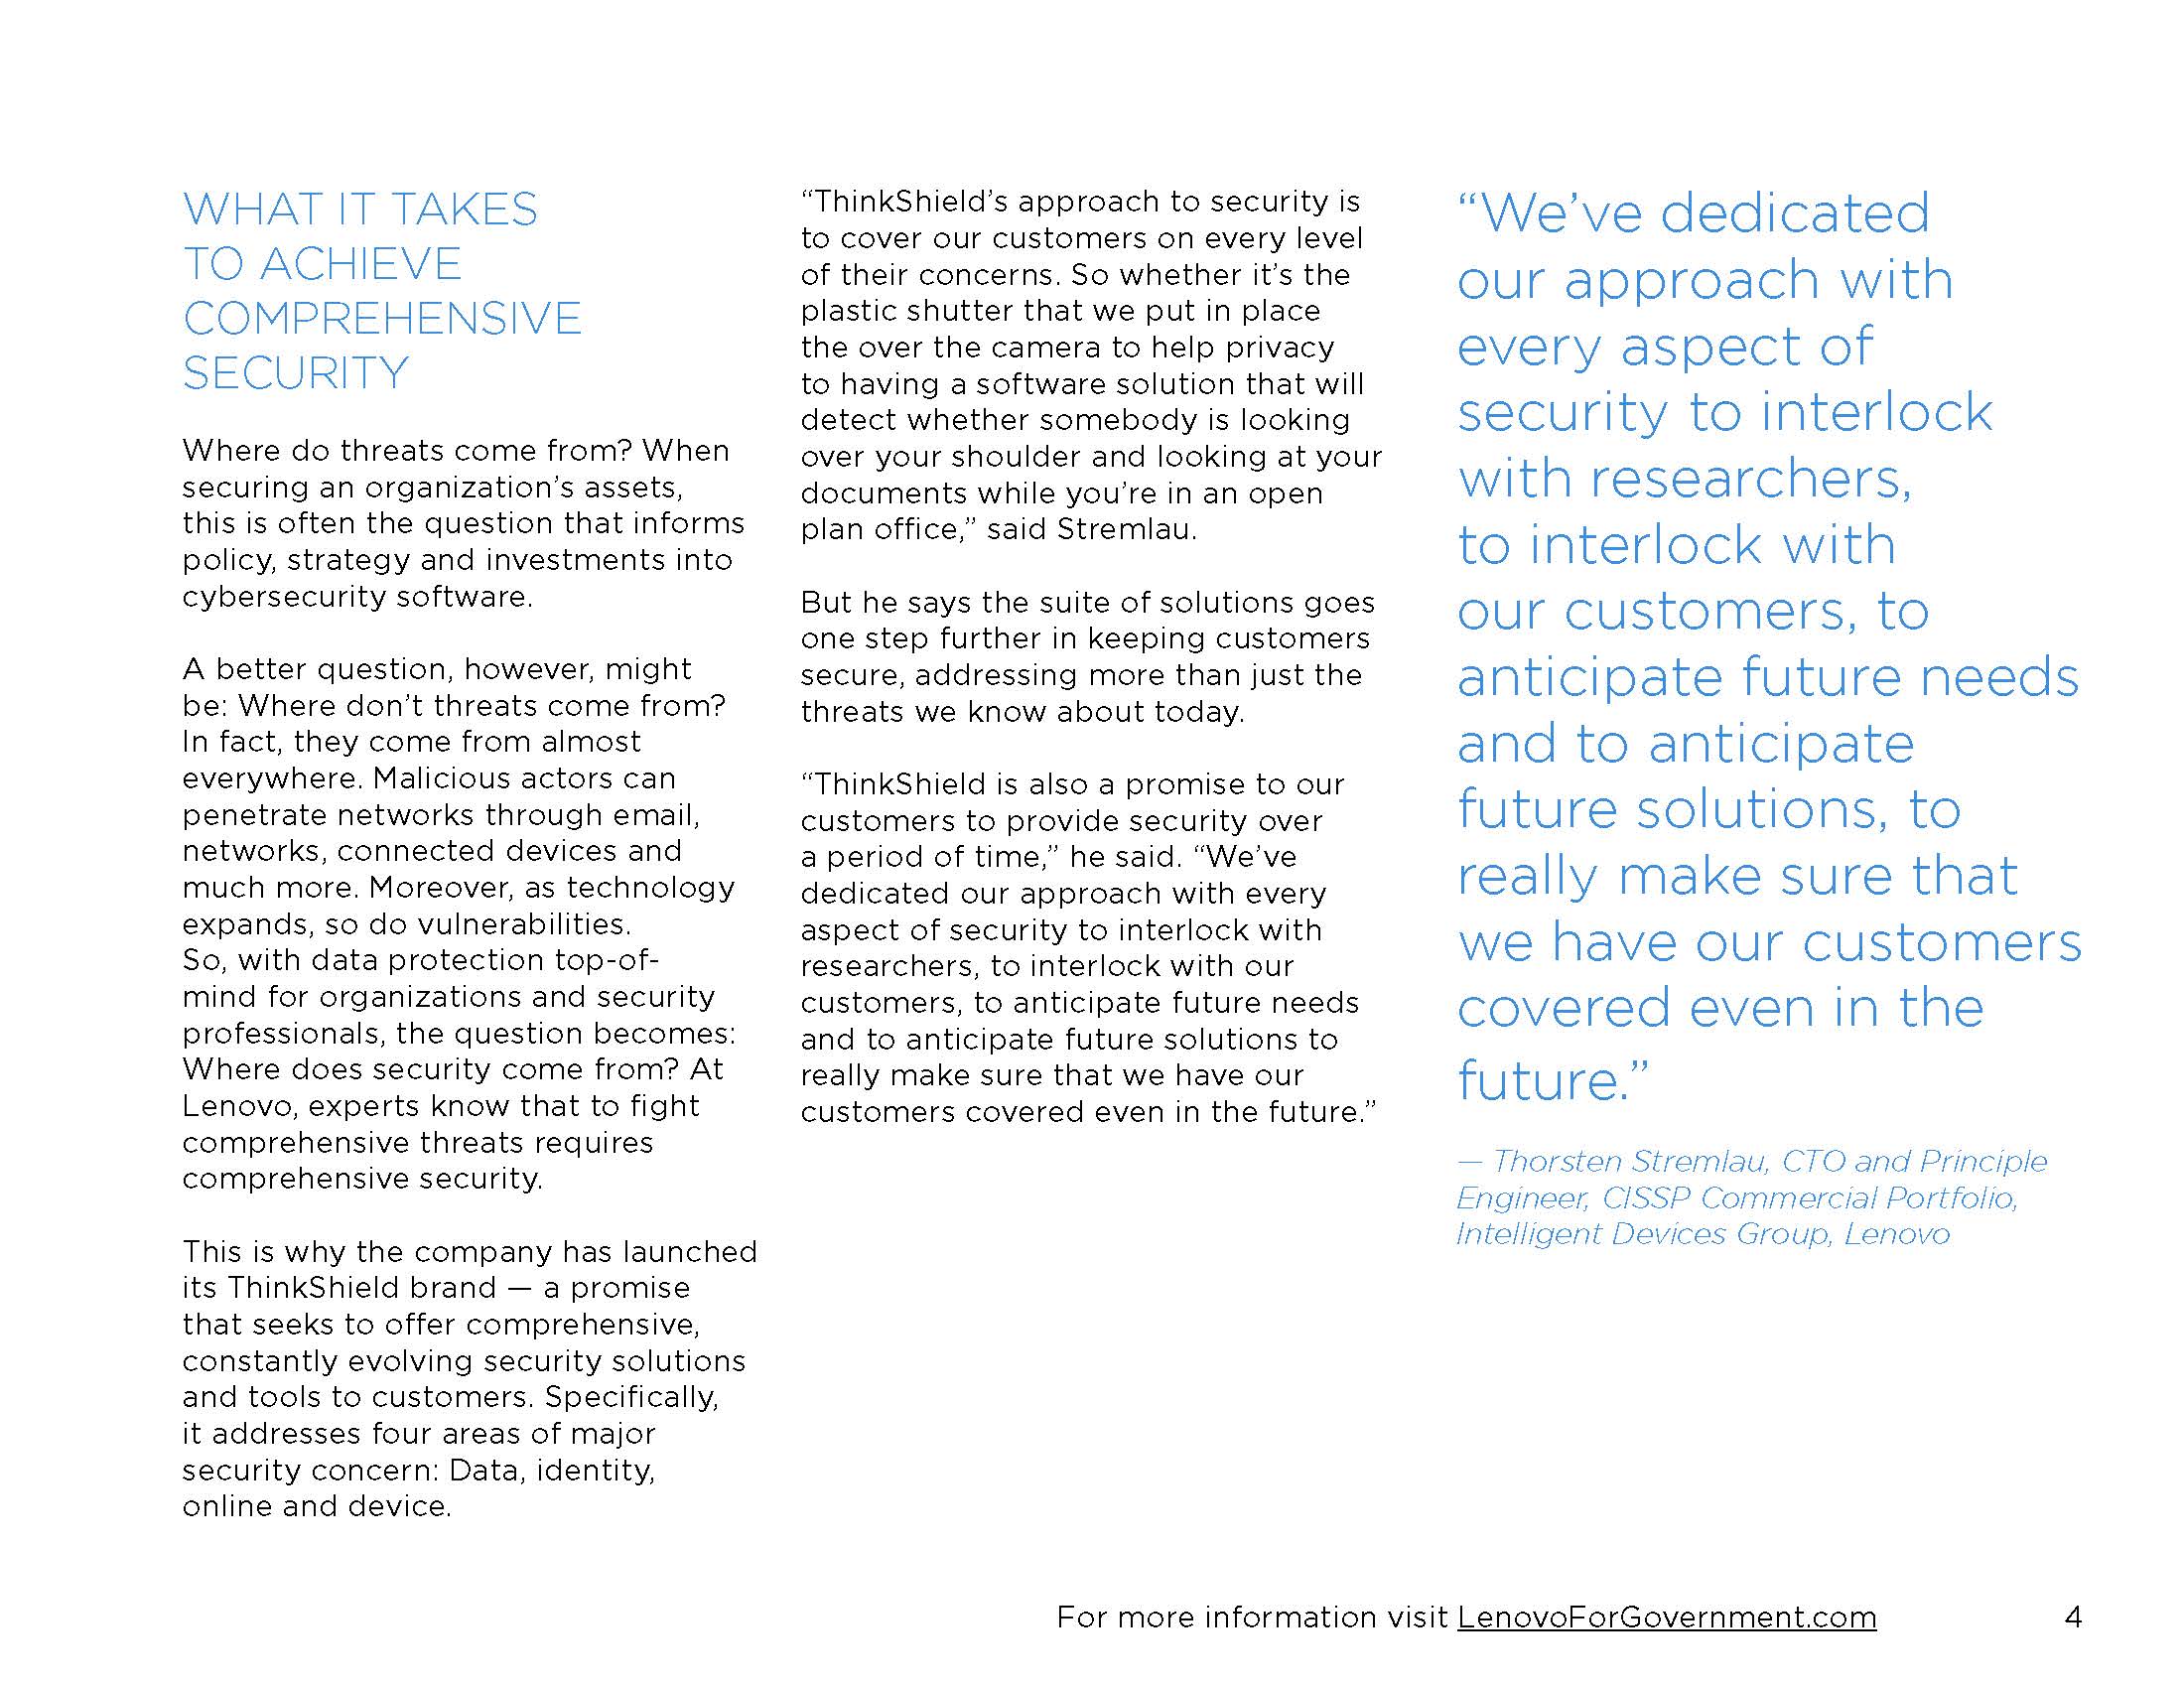 WHAT IT TAKES
TO ACHIEVE
COMPREHENSIVE
SECURITY
Where do threats come from? When
securing an organization’s assets,
this is often the question that informs
policy, strategy and investments into
cybersecurity software.
A better question, however, might
be: Where don’t threats come from?
In fact, they come from almost
everywhere. Malicious actors can
penetrate networks through email,
networks, connected devices and
much more. Moreover, as technology
expands, so do vulnerabilities.
So, with data protection top-of-
mind for organizations and security
professionals, the question becomes:
Where does security come from? At
Lenovo, experts know that to fight
comprehensive threats requires
comprehensive security.
This is why the company has launched
its ThinkShield brand — a promise
that seeks to offer comprehensive,
constantly evolving security solutions
and tools to customers. Specifically,
it addresses four areas of major
security concern: Data, identity,
online and device.
“ThinkShield’s approach to security is
to cover our customers on every level
of their concerns. So whether it’s the
plastic shutter that we put in place
the over the camera to help privacy
to having a software solution that will
detect whether somebody is looking
over your shoulder and looking at your
documents while you’re in an open
plan office,” said Stremlau.
But he says the suite of solutions goes
one step further in keeping customers
secure, addressing more than just the
threats we know about today.
“ThinkShield is also a promise to our
customers to provide security over
a period of time,” he said. “We’ve
dedicated our approach with every
aspect of security to interlock with
researchers, to interlock with our
customers, to anticipate future needs
and to anticipate future solutions to
really make sure that we have our
customers covered even in the future.”
“We’ve dedicated
our approach with
every aspect of
security to interlock
with researchers,
to interlock with
our customers, to
anticipate future needs
and to anticipate
future solutions, to
really make sure that
we have our customers
covered even in the
future.”
— Thorsten Stremlau, CTO and Principle
Engineer, CISSP Commercial Portfolio,
Intelligent Devices Group, Lenovo
For more information visit LenovoForGovernment.com
4